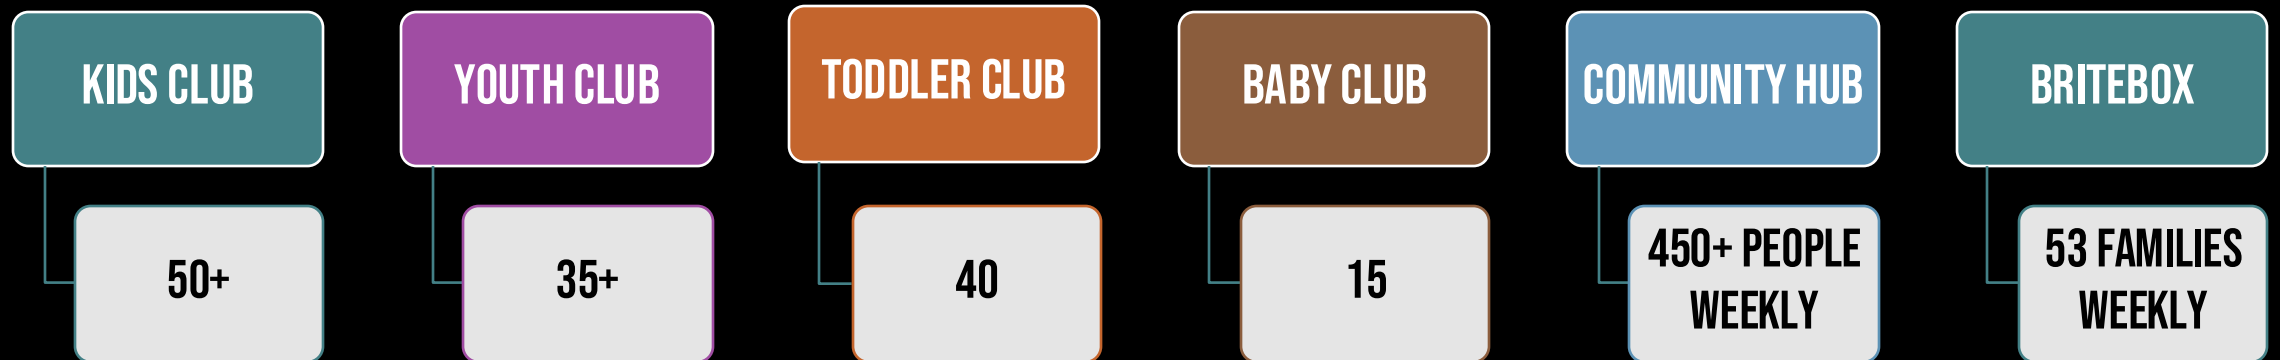 KIDS CLUB
50+
YOUTH CLUB
35+
TODDLER CLUB
40
BABY CLUB
15
COMMUNITY HUB
450+ PEOPLE
WEEKLY
BRITEBOX
53 FAMILIES
WEEKLY